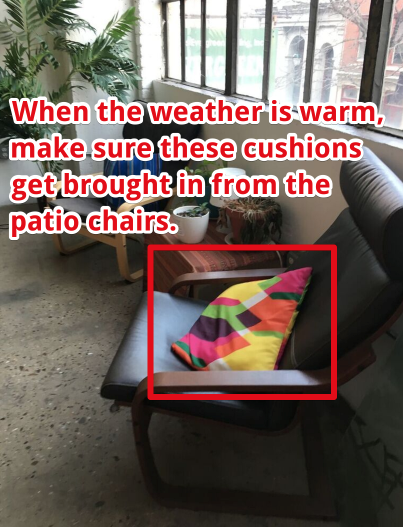 When the weather is warm,
make sure these cushions
get brought in from the
patio chairs.